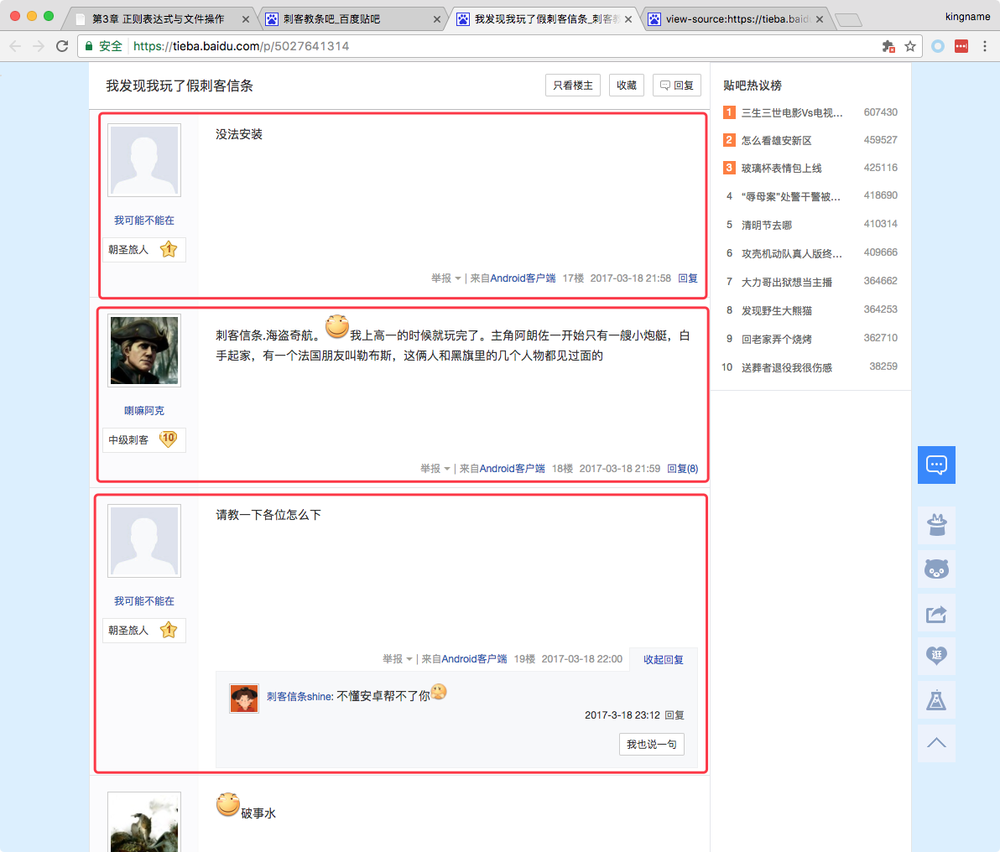 第3章 正则表达式与文件操作
刺客教条吧_百度贴吧
我发现我玩了假刺客信条_刺客教
view-source:https://tieba.baidu
kingname
安全 https://tieba.baidu.com/p/5027641314
我发现我玩了假刺客信条
只看楼主 收藏 回复
没法安装
我可能不能在
朝圣旅人 1
举报 | 来自Android客户端 17楼 2017-03-18 21:58 回复
刺客信条.海盗奇航。我上高一的时候就玩完了。主角阿朗佐一开始只有一艘小炮艇，白
手起家，有一个法国朋友叫勒布斯，这俩人和黑旗里的几个人物都见过面的
喇嘛阿克
中级刺客 10
举报 | 来自Android客户端 18楼 2017-03-18 21:59 回复(8)
请教一下各位怎么下
我可能不能在
朝圣旅人 1
举报 | 来自Android客户端 19楼 2017-03-18 22:00 收起回复
刺客信条shine: 不懂安卓帮不了你
2017-3-18 23:12 回复
我也说一句
破事水
贴吧热议榜
1 三生三世电影Vs电视... 607430
2 怎么看雄安新区 459527
3 玻璃杯表情包上线 425116
4 “辱母案”处警干警被... 418690
5 清明节去哪 410314
6 攻壳机动队真人版终... 409666
7 大力哥出狱想当主播 364662
8 发现野生大熊猫 364253
9 回老家弄个烧烤 362710
10 送葬者退役我很伤感 38259
逛